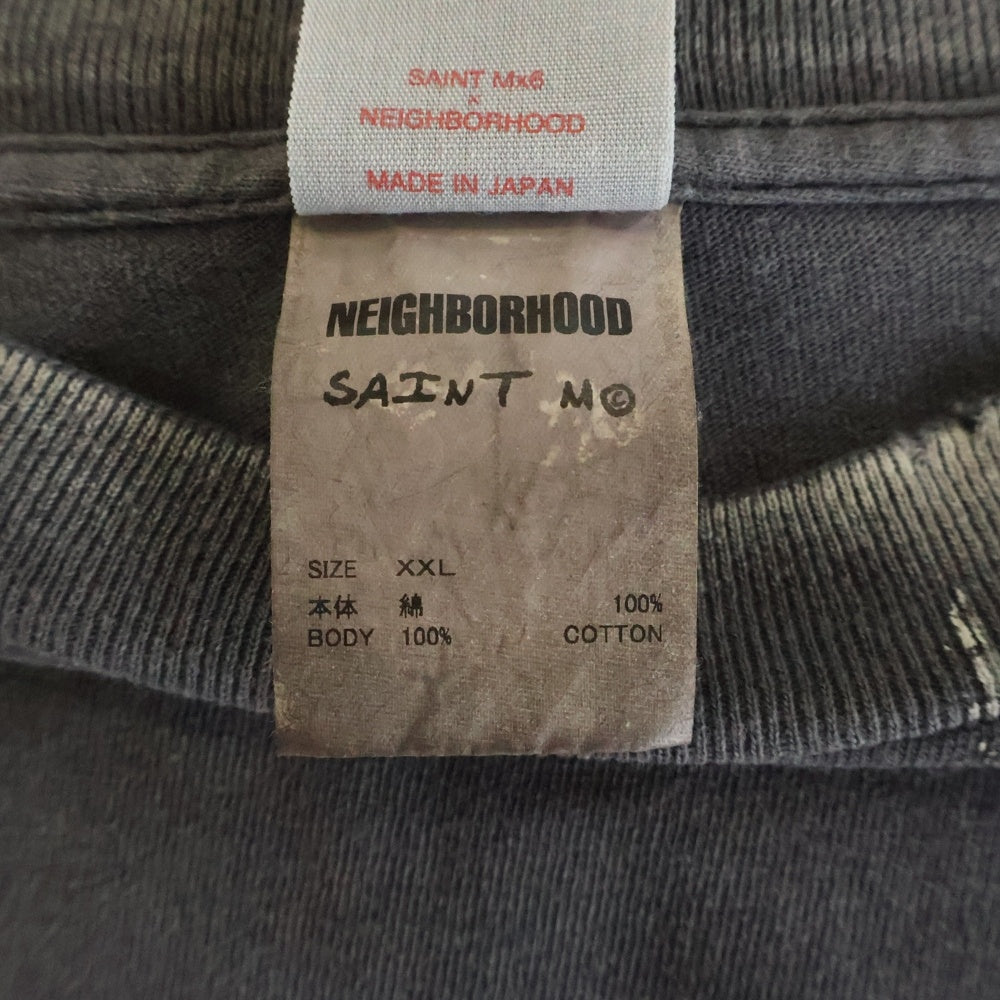 SAINT Mx6
×
NEIGHBORHOOD
MADE IN JAPAN
NEIGHBORHOOD
SAINT M©
SIZE XXL
本体 綿 100%
BODY 100% COTTON